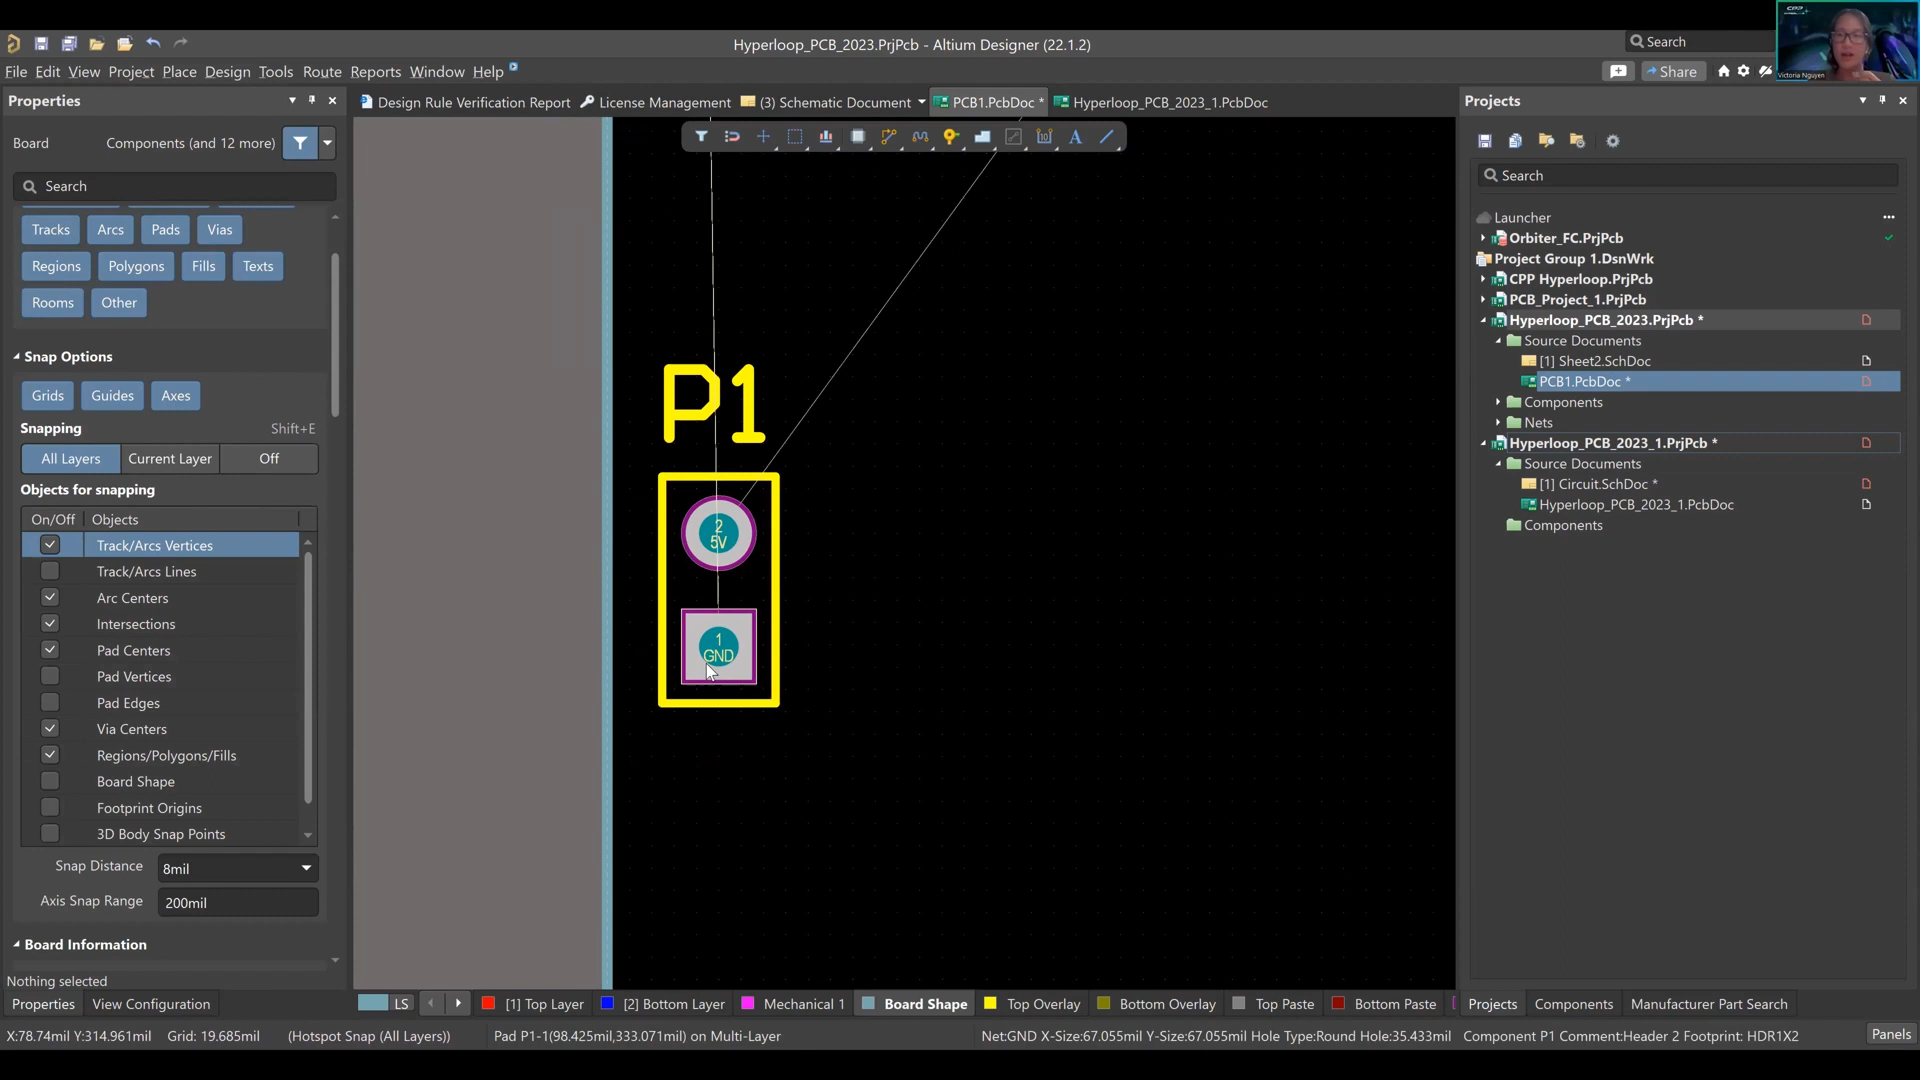 Hyperloop_PCB_2023.PrjPcb - Altium Designer (22.1.2)
Search
CPP
Victoria Nguyen
File Edit View Project Place Design Tools Route Reports Window Help
Share
Properties
Design Rule Verification Report
License Management
(3) Schematic Document
PCB1.PcbDoc *
Hyperloop_PCB_2023_1.PcbDoc
Projects
Board
Components (and 12 more)
Search
Tracks Arcs Pads Vias
Regions Polygons Fills Texts
Rooms Other
Snap Options
Grids Guides Axes
Snapping Shift+E
All Layers Current Layer Off
Objects for snapping
On/Off Objects
Track/Arcs Vertices
Track/Arcs Lines
Arc Centers
Intersections
Pad Centers
Pad Vertices
Pad Edges
Via Centers
Regions/Polygons/Fills
Board Shape
Footprint Origins
3D Body Snap Points
Snap Distance 8mil
Axis Snap Range 200mil
Board Information
Nothing selected
Properties View Configuration
10
A
P1
2
5V
1
GND
Search
Launcher
Orbiter_FC.PrjPcb
Project Group 1.DsnWrk
CPP Hyperloop.PrjPcb
PCB_Project_1.PrjPcb
Hyperloop_PCB_2023.PrjPcb *
Source Documents
[1] Sheet2.SchDoc
PCB1.PcbDoc *
Components
Nets
Hyperloop_PCB_2023_1.PrjPcb *
Source Documents
[1] Circuit.SchDoc *
Hyperloop_PCB_2023_1.PcbDoc
Components
LS
[1] Top Layer
[2] Bottom Layer
Mechanical 1
Board Shape
Top Overlay
Bottom Overlay
Top Paste
Bottom Paste
Projects Components Manufacturer Part Search
X:78.74mil Y:314.961mil Grid: 19.685mil (Hotspot Snap (All Layers)) Pad P1-1(98.425mil,333.071mil) on Multi-Layer Net:GND X-Size:67.055mil Y-Size:67.055mil Hole Type:Round Hole:35.433mil Component P1 Comment:Header 2 Footprint: HDR1X2
Panels